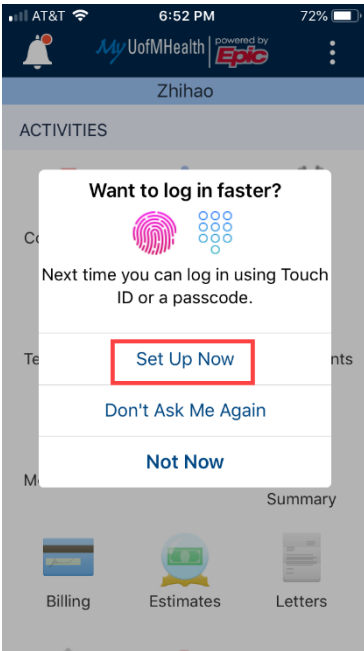 AT&T 6:52 PM 72%
My UofMHealth powered by Epic
Zhihao
ACTIVITIES
Want to log in faster?
Next time you can log in using Touch
ID or a passcode.
Set Up Now
Don't Ask Me Again
Not Now
Summary
Billing Estimates Letters